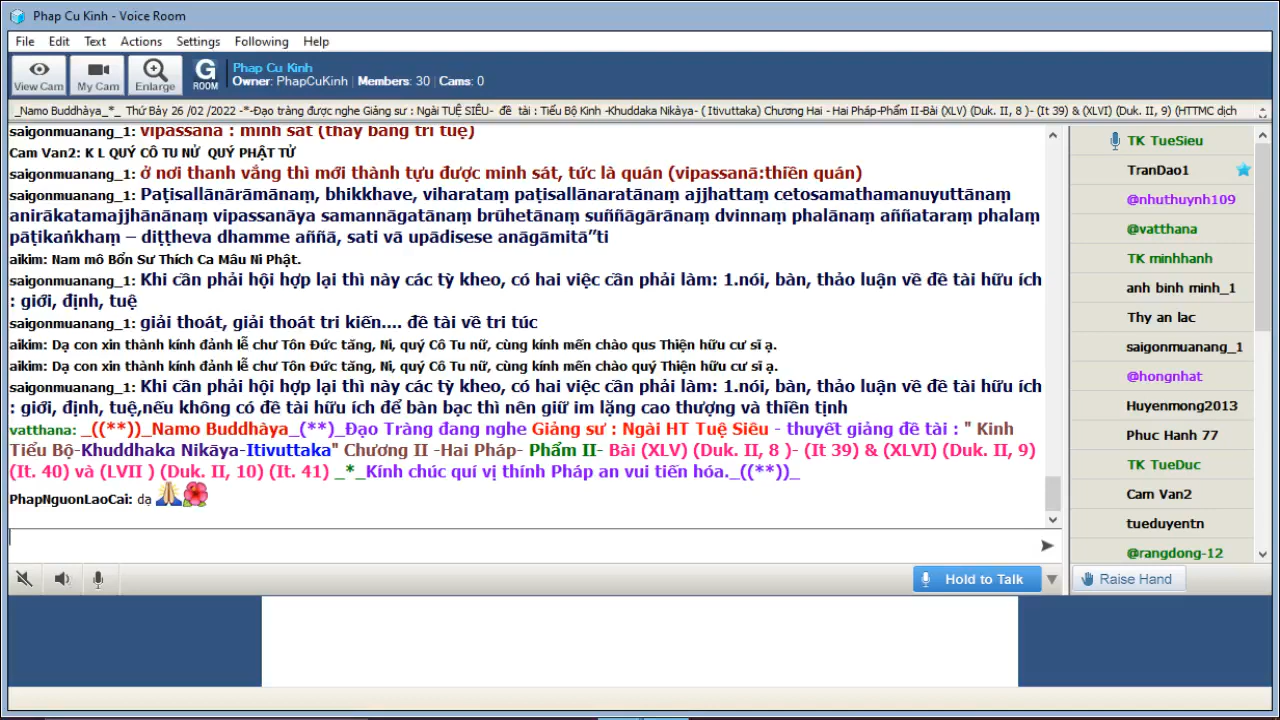 Phap Cu Kinh - Voice Room
File Edit Text Actions Settings Following Help
View Cam My Cam Enlarge G ROOM
Phap Cu Kinh
Owner: PhapCuKinh | Members: 30 | Cams: 0
_Namo Buddhàya_*_ Thứ Bảy 26 /02 /2022 -*-Đạo tràng được nghe Giảng sư : Ngài TUỆ SIÊU- đề tài : Tiểu Bộ Kinh -Khuddaka Nikàya- ( Itivuttaka) Chương Hai - Hai Pháp-Phẩm II-Bài (XLV) (Duk. II, 8 )- (It 39) & (XLVI) (Duk. II, 9) (HTTMC dịch
saigonmuanang_1: vipassanā : minh sát (thấy bằng trí tuệ)
Cam Van2: K L QUÝ CÔ TU NỬ QUÝ PHẬT TỬ
saigonmuanang_1: ở nơi thanh vắng thì mới thành tựu được minh sát, tức là quán (vipassanā:thiền quán)
saigonmuanang_1: Paṭisallānārāmānaṃ, bhikkhave, viharataṃ paṭisallānaratānaṃ ajjhattaṃ cetosamathamanuyuttānaṃ
anirākatamajjhānānaṃ vipassanāya samannāgatānaṃ brūhetānaṃ suññāgārānaṃ dvinnaṃ phalānaṃ aññataraṃ phalaṃ
pāṭikaṅkhaṃ – diṭṭheva dhamme aññā, sati vā upādisese anāgāmitā”ti
aikim: Nam mô Bổn Sư Thích Ca Mâu Ni Phật.
saigonmuanang_1: Khi cần phải hội hợp lại thì này các tỳ kheo, có hai việc cần phải làm: 1.nói, bàn, thảo luận về đề tài hữu ích
: giới, định, tuệ
saigonmuanang_1: giải thoát, giải thoát tri kiến.... đề tài về tri túc
aikim: Dạ con xin thành kính đảnh lễ chư Tôn Đức tăng, Ni, quý Cô Tu nữ, cùng kính mến chào qus Thiện hữu cư sĩ ạ.
aikim: Dạ con xin thành kính đảnh lễ chư Tôn Đức tăng, Ni, quý Cô Tu nữ, cùng kính mến chào quý Thiện hữu cư sĩ ạ.
saigonmuanang_1: Khi cần phải hội hợp lại thì này các tỳ kheo, có hai việc cần phải làm: 1.nói, bàn, thảo luận về đề tài hữu ích
: giới, định, tuệ,nếu không có đề tài hữu ích để bàn bạc thì nên giữ im lặng cao thượng và thiền tịnh
vatthana: _((**))_Namo Buddhàya_(**)_Đạo Tràng đang nghe Giảng sư : Ngài HT Tuệ Siêu - thuyết giảng đề tài : " Kinh
Tiểu Bộ-Khuddaka Nikāya-Itivuttaka" Chương II -Hai Pháp- Phẩm II- Bài (XLV) (Duk. II, 8 )- (It 39) & (XLVI) (Duk. II, 9)
(It. 40) và (LVII ) (Duk. II, 10) (It. 41) _*_Kính chúc quí vị thính Pháp an vui tiến hóa._((**))_
PhapNguonLaoCai: dạ
Hold to Talk
TK TueSieu
TranDao1
@nhuthuynh109
@vatthana
TK minhhanh
anh binh minh_1
Thy an lac
saigonmuanang_1
@hongnhat
Huyenmong2013
Phuc Hanh 77
TK TueDuc
Cam Van2
tueduyentn
@rangdong-12
Raise Hand